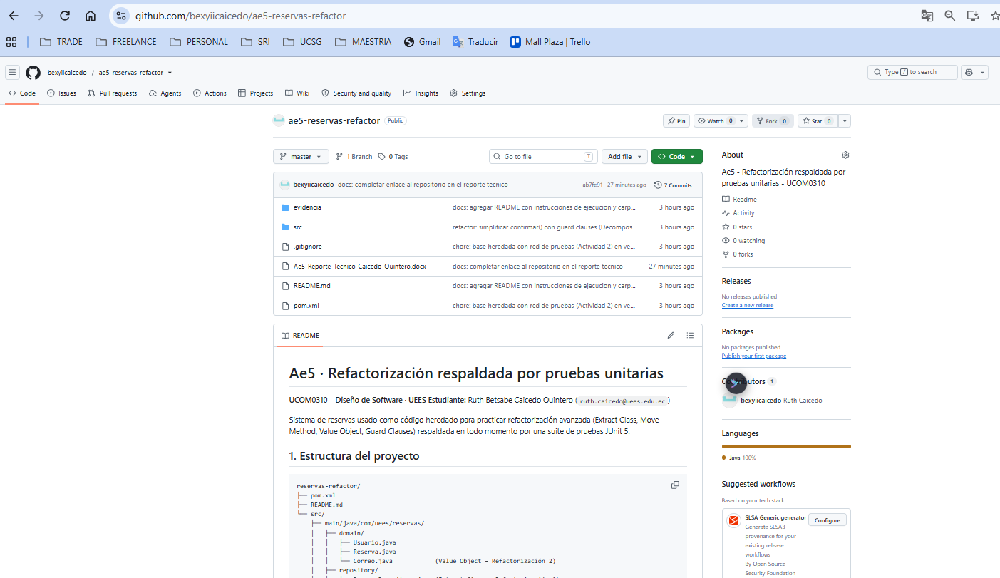 github.com/bexyiicaicedo/ae5-reservas-refactor
TRADE FREELANCE PERSONAL SRI UCSG MAESTRIA Gmail Traducir Mall Plaza | Trello
bexyiicaicedo / ae5-reservas-refactor
Type / to search
Code Issues Pull requests Agents Actions Projects Wiki Security and quality Insights Settings
ae5-reservas-refactor Public
Pin Watch 0 Fork 0 Star 0
master 1 Branch 0 Tags
Go to file T Add file Code
bexyiicaicedo docs: completar enlace al repositorio en el reporte tecnico ab7fe91 · 27 minutes ago 7 Commits
evidencia docs: agregar README con instrucciones de ejecucion y carp... 3 hours ago
src refactor: simplificar confirmar() con guard clauses (Decompos... 3 hours ago
.gitignore chore: base heredada con red de pruebas (Actividad 2) en ve... 3 hours ago
Ae5_Reporte_Tecnico_Caicedo_Quintero.docx docs: completar enlace al repositorio en el reporte tecnico 27 minutes ago
README.md docs: agregar README con instrucciones de ejecucion y carp... 3 hours ago
pom.xml chore: base heredada con red de pruebas (Actividad 2) en ve... 3 hours ago
README
Ae5 · Refactorización respaldada por pruebas unitarias
UCOM0310 – Diseño de Software · UEES Estudiante: Ruth Betsabe Caicedo Quintero ( ruth.caicedo@uees.edu.ec )
Sistema de reservas usado como código heredado para practicar refactorización avanzada (Extract Class, Move
Method, Value Object, Guard Clauses) respaldada en todo momento por una suite de pruebas JUnit 5.
1. Estructura del proyecto
reservas-refactor/
├── pom.xml
├── README.md
└── src/
├── main/java/com/uees/reservas/
│ ├── domain/
│ │ ├── Usuario.java
│ │ ├── Reserva.java
│ │ └── Correo.java (Value Object – Refactorización 2)
│ ├── repository/
About
Ae5 - Refactorización respaldada por
pruebas unitarias - UCOM0310
Readme
Activity
0 stars
0 watching
0 forks
Releases
No releases published
Create a new release
Packages
No packages published
Publish your first package
1
bexyiicaicedo Ruth Caicedo
Languages
Java 100%
Suggested workflows
Based on your tech stack
SLSA Generic generator Configure
Generate SLSA3
provenance for your
existing release
workflows
By Open Source
Security Foundation